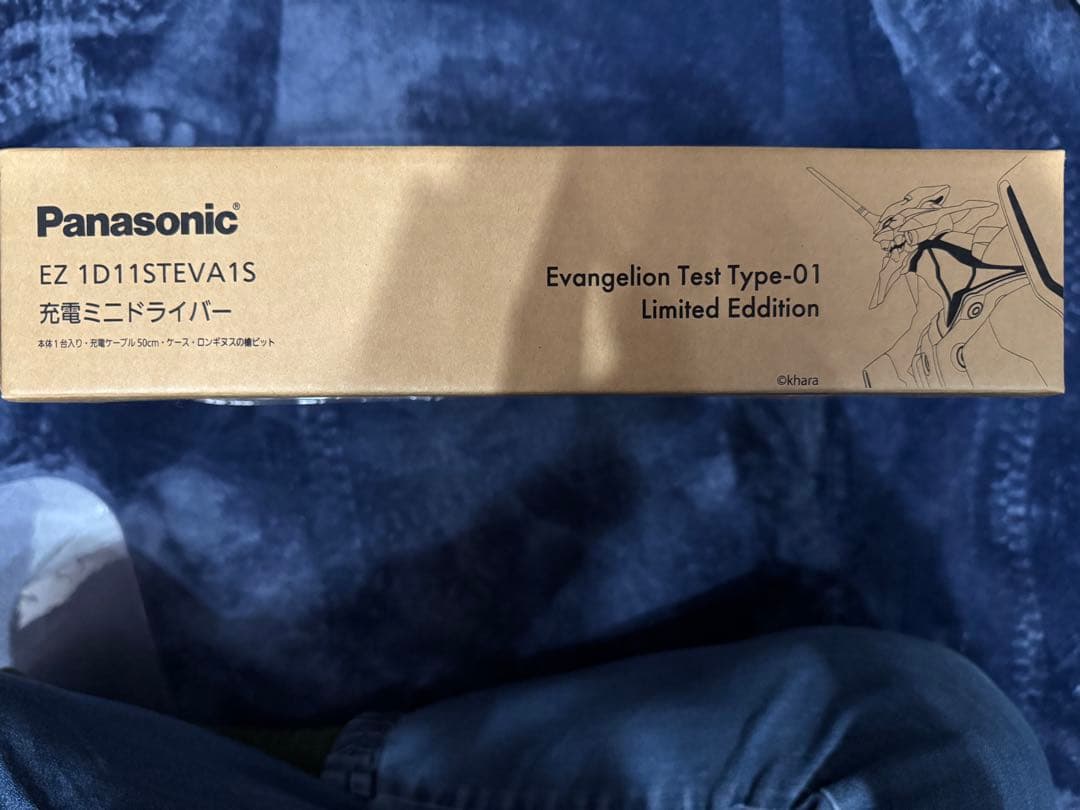 Panasonic®
EZ 1D11STEVA1S
充電ミニドライバー
本体1台入り・充電ケーブル50cm・ケース・ロンギヌスの槍ビット
Evangelion Test Type-01
Limited Eddition
©khara